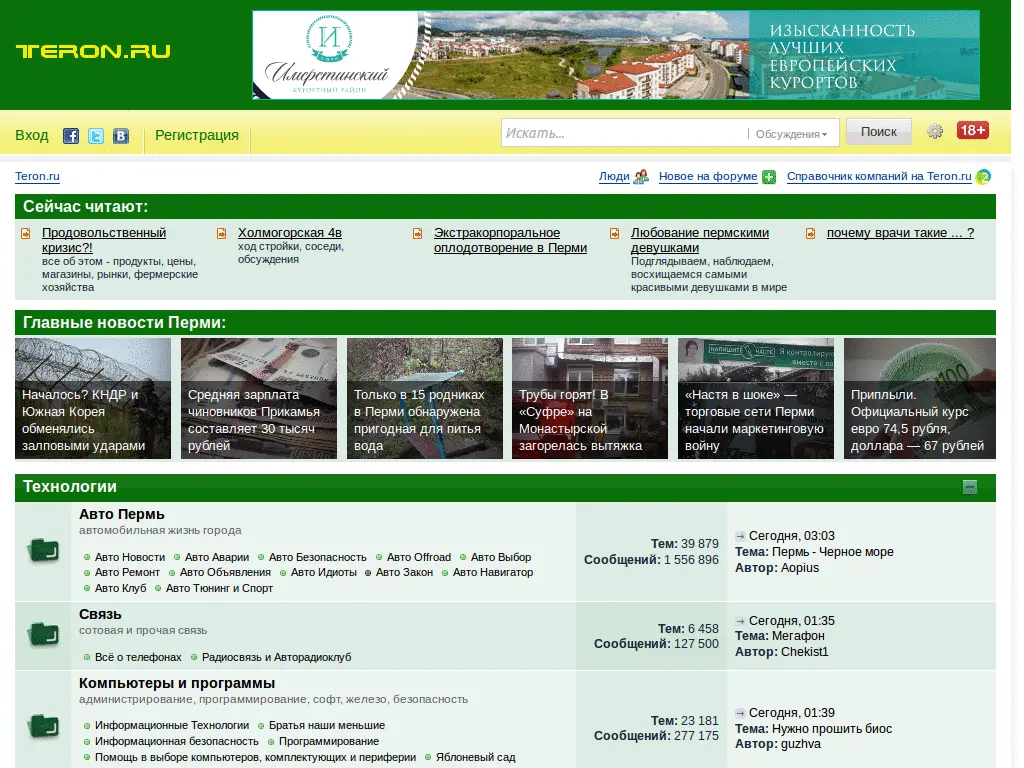 TERON.RU
И
СОЧИ
Имеретинский
КУРОРТНЫЙ РАЙОН
ИЗЫСКАННОСТЬ
ЛУЧШИХ
ЕВРОПЕЙСКИХ
КУРОРТОВ
Вход
Регистрация
Искать...
Обсуждения
Поиск
18+
Teron.ru
Люди
Новое на форуме
Справочник компаний на Teron.ru
Сейчас читают:
Продовольственный
кризис?!
все об этом - продукты, цены,
магазины, рынки, фермерские
хозяйства
Холмогорская 4в
ход стройки, соседи,
обсуждения
Экстракорпоральное
оплодотворение в Перми
Любование пермскими
девушками
Подглядываем, наблюдаем,
восхищаемся самыми
красивыми девушками в мире
почему врачи такие ... ?
Главные новости Перми:
Началось? КНДР и
Южная Корея
обменялись
залповыми ударами
Средняя зарплата
чиновников Прикамья
составляет 30 тысяч
рублей
Только в 15 родниках
в Перми обнаружена
пригодная для питья
вода
Трубы горят! В
«Суфре» на
Монастырской
загорелась вытяжка
НАПИШИТЕ НАСТЕ
Я контролирую
вместе с
«Настя в шоке» —
торговые сети Перми
начали маркетинговую
войну
100
Приплыли.
Официальный курс
евро 74,5 рубля,
доллара — 67 рублей
Технологии
Авто Пермь
автомобильная жизнь города
Авто Новости Авто Аварии Авто Безопасность Авто Offroad Авто Выбор
Авто Ремонт Авто Объявления Авто Идиоты Авто Закон Авто Навигатор
Авто Клуб Авто Тюнинг и Спорт
Тем: 39 879
Сообщений: 1 556 896
Сегодня, 03:03
Тема: Пермь - Черное море
Автор: Aopius
Связь
сотовая и прочая связь
Всё о телефонах Радиосвязь и Авторадиоклуб
Тем: 6 458
Сообщений: 127 500
Сегодня, 01:35
Тема: Мегафон
Автор: Chekist1
Компьютеры и программы
администрирование, программирование, софт, железо, безопасность
Информационные Технологии Братья наши меньшие
Информационная безопасность Программирование
Помощь в выборе компьютеров, комплектующих и периферии Яблоневый сад
Тем: 23 181
Сообщений: 277 175
Сегодня, 01:39
Тема: Нужно прошить биос
Автор: guzhva